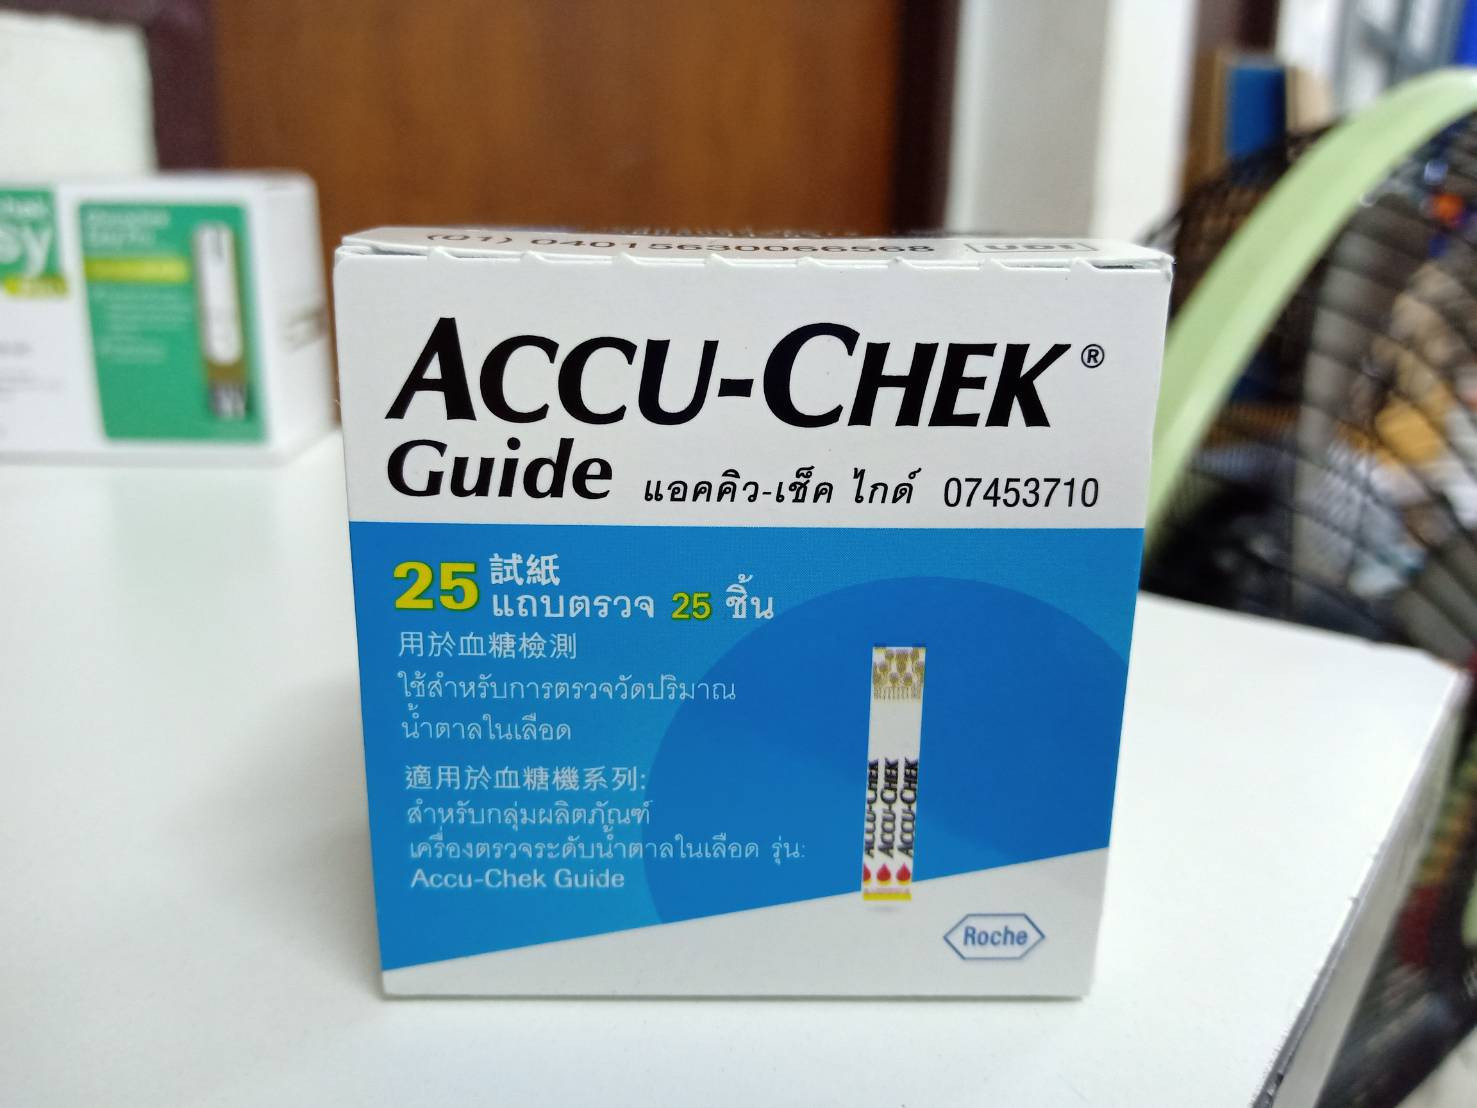 (01) 04015630066568 UDI
ACCU-CHEK®
Guide แอคคิว-เช็ค ไกด์ 07453710
25 試紙
แถบตรวจ 25 ชิ้น
用於血糖檢測
ใช้สำหรับการตรวจวัดปริมาณ
น้ำตาลในเลือด
適用於血糖機系列:
สำหรับกลุ่มผลิตภัณฑ์
เครื่องตรวจระดับน้ำตาลในเลือด รุ่น:
Accu-Chek Guide
ACCU-CHEK
ACCU-CHEK
ACCU-CHEK
Roche
sy